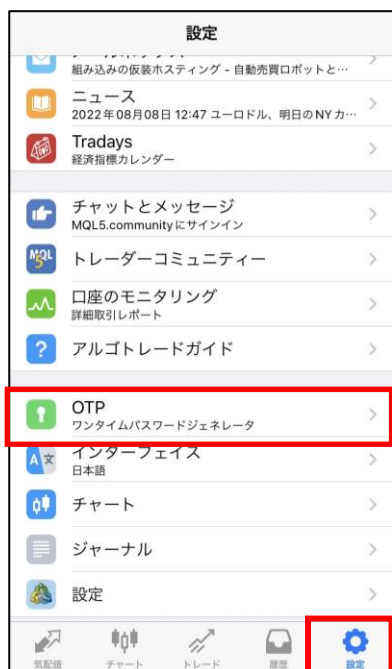 設定
組み込みの仮装ホスティング - 自動売買ロボットと…
ニュース
2022年08月08日 12:47 ユーロドル、明日のNYカ…
Tradays
経済指標カレンダー
チャットとメッセージ
MQL5.communityにサインイン
MQL5
トレーダーコミュニティー
口座のモニタリング
詳細取引レポート
?
アルゴトレードガイド
OTP
ワンタイムパスワードジェネレータ
A文
インターフェイス
日本語
チャート
ジャーナル
設定
気配値
チャート
トレード
履歴
設定